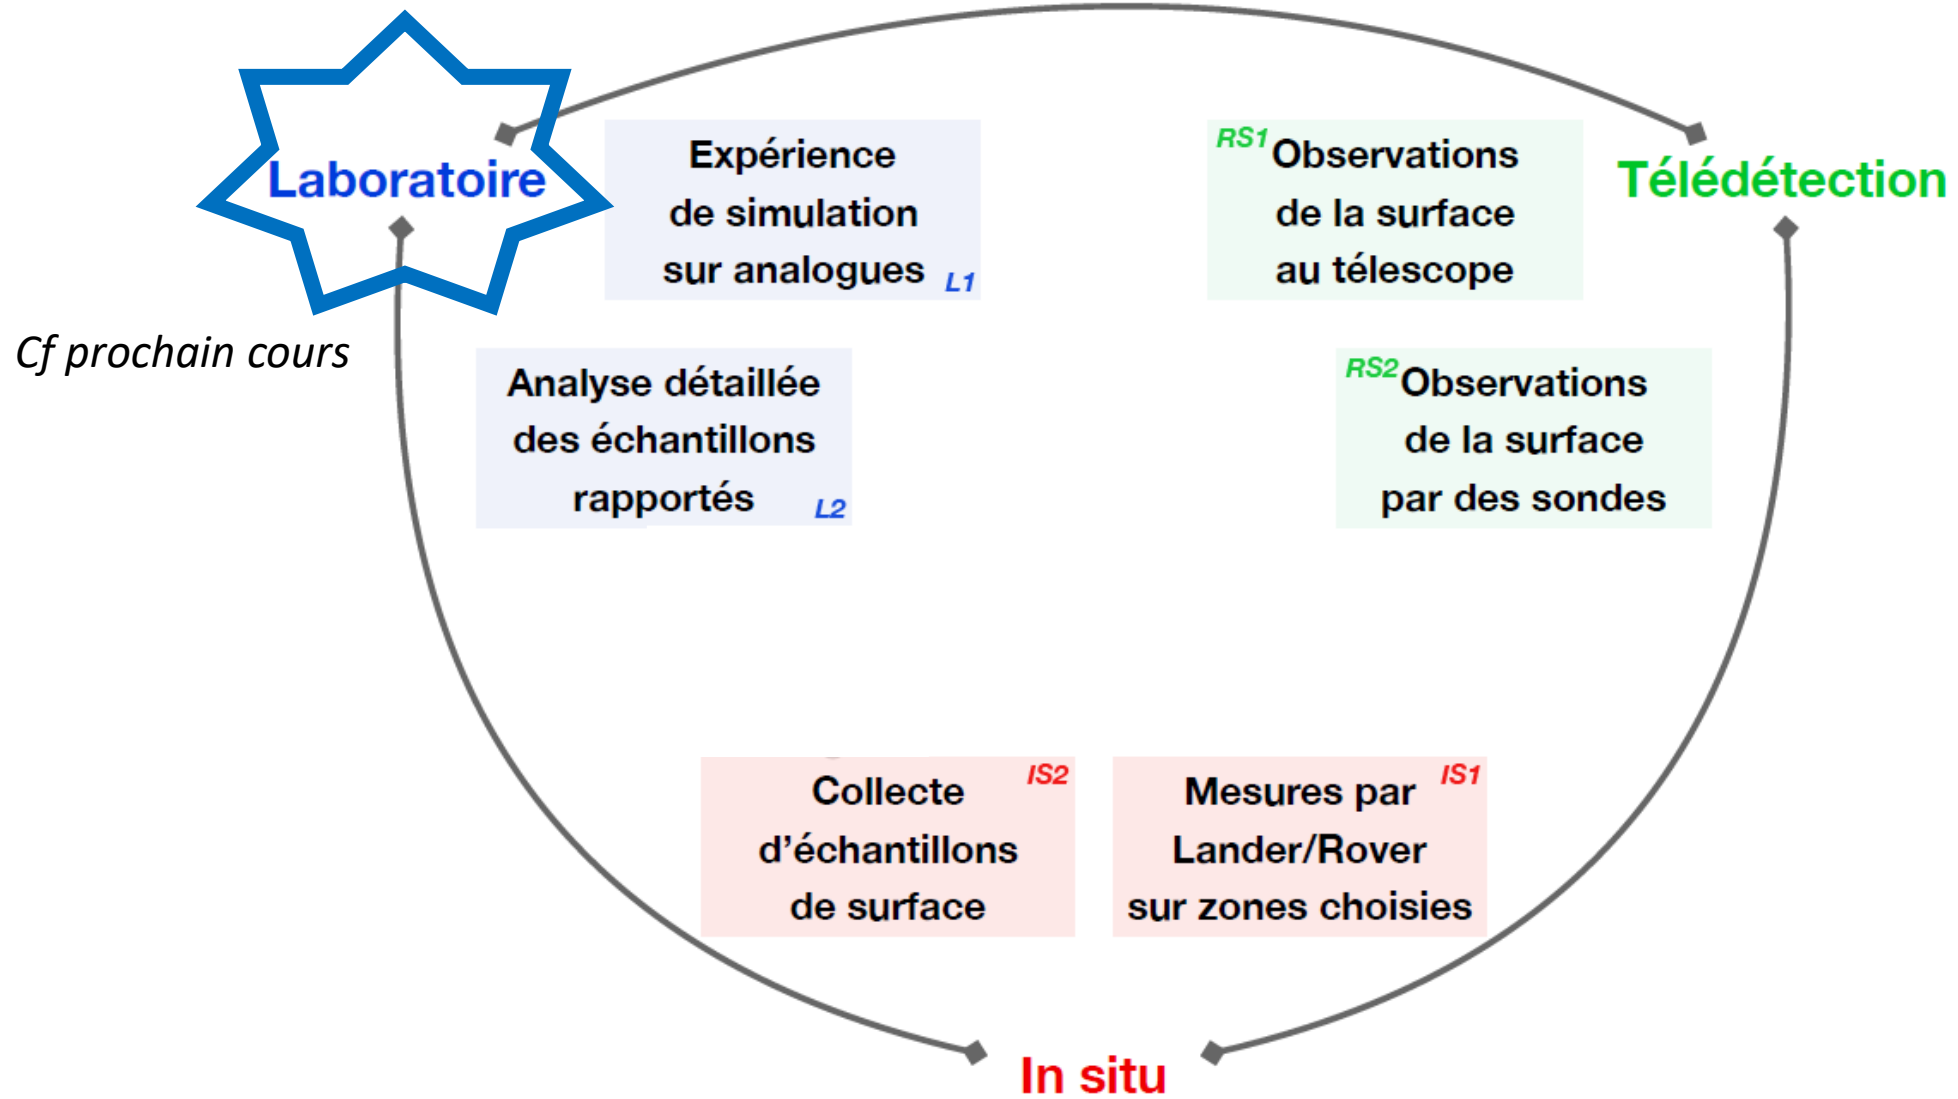 Laboratoire
Cf prochain cours
Expérience
de simulation
sur analogues L1
Analyse détaillée
des échantillons
rapportés L2
RS1 Observations
de la surface
au télescope
Télédétection
RS2 Observations
de la surface
par des sondes
IS2
Collecte
d’échantillons
de surface
IS1
Mesures par
Lander/Rover
sur zones choisies
In situ